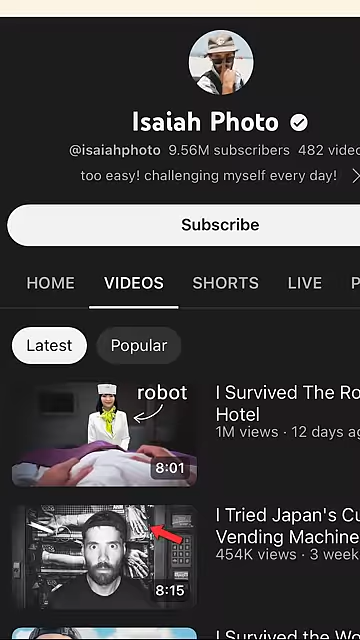 Isaiah Photo
@isaiahphoto 9.56M subscribers 482
too easy! challenging myself every day!
Subscribe
HOME VIDEOS SHORTS LIVE
Latest Popular
robot
8:01
I Survived The
Hotel
1M views · 12 days
8:15
I Tried Japan's
Vending Machine
454K views · 3
I Survived the